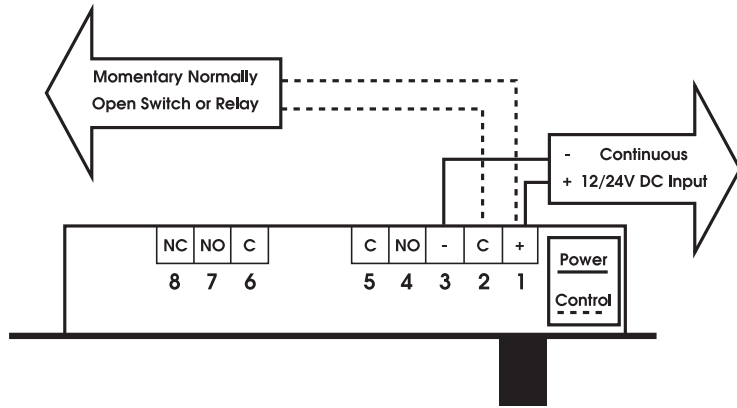 Momentary Normally
Open Switch or Relay
- Continuous
+ 12/24V DC Input
NC NO C C NO - C +
8 7 6 5 4 3 2 1
Power
Control